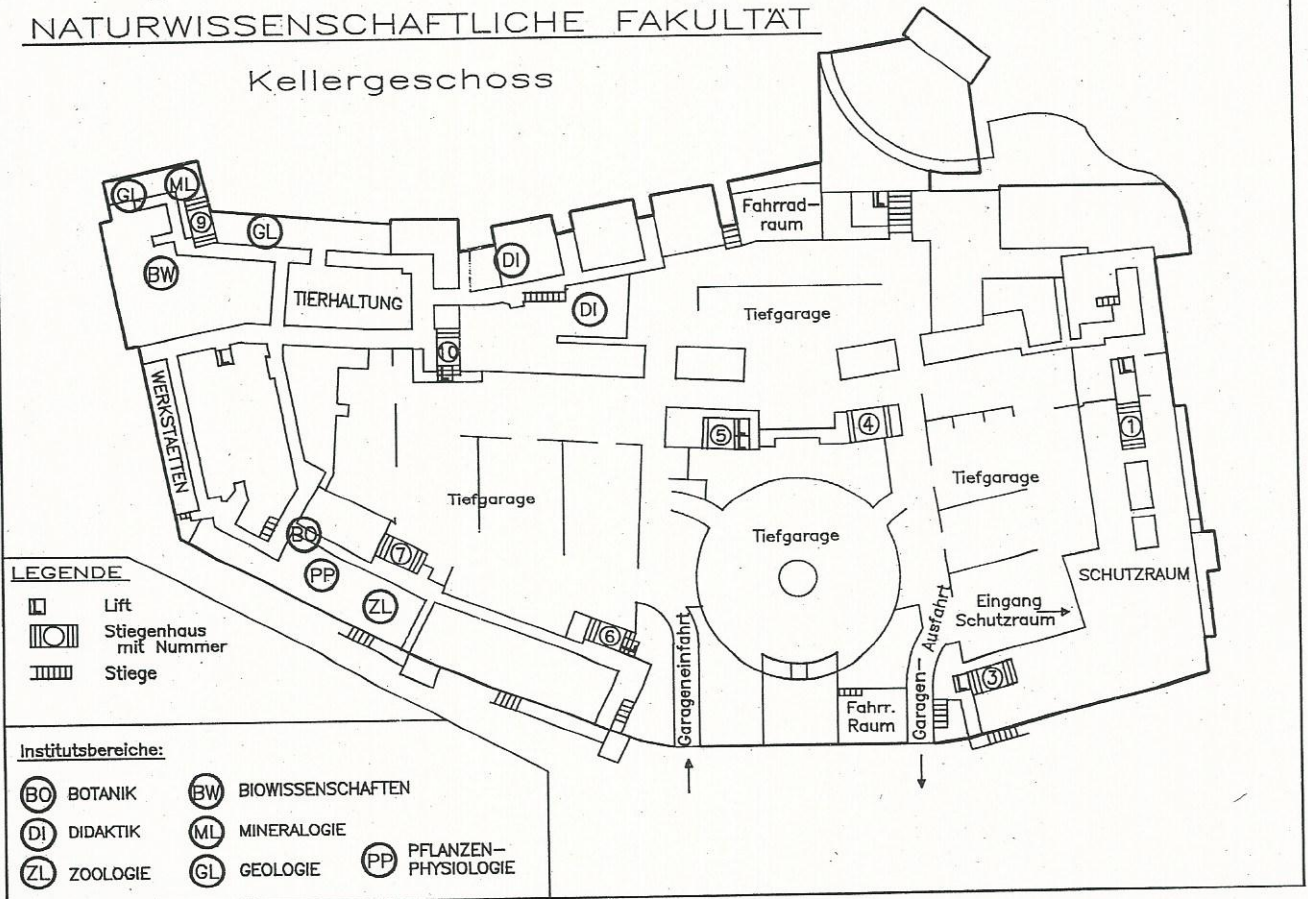 NATURWISSENSCHAFTLICHE FAKULTÄT
Kellergeschoss
GL
ML
9
GL
BW
TIERHALTUNG
DI
DI
10
Fahrrad-
raum
L
Tiefgarage
L
WERKSTAETTEN
L
L
5
L
4
1
Tiefgarage
Tiefgarage
Tiefgarage
BO
7
PP
ZL
6
SCHUTZRAUM
Eingang
Schutzraum
Garageneinfahrt
Garagen-
Ausfahrt
Fahrr.
Raum
L
3
LEGENDE
L Lift
Stiegenhaus
mit Nummer
Stiege
Institutsbereiche:
BO BOTANIK
DI DIDAKTIK
ZL ZOOLOGIE
BW BIOWISSENSCHAFTEN
ML MINERALOGIE
GL GEOLOGIE
PP PFLANZEN-
PHYSIOLOGIE